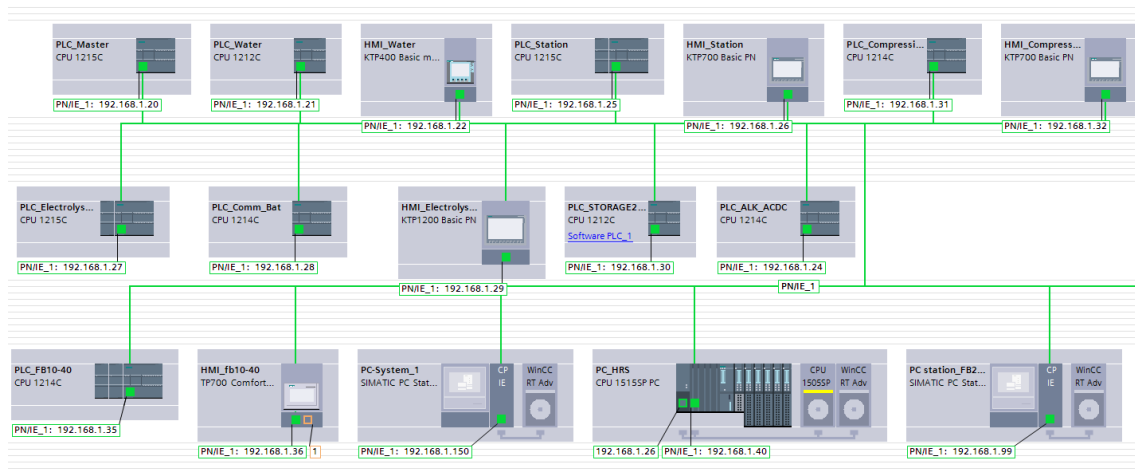 PLC_Master
CPU 1215C
PN/IE_1: 192.168.1.20
PLC_Water
CPU 1212C
PN/IE_1: 192.168.1.21
HMI_Water
KTP400 Basic m...
PN/IE_1: 192.168.1.22
PLC_Station
CPU 1215C
PN/IE_1: 192.168.1.25
HMI_Station
KTP700 Basic PN
PN/IE_1: 192.168.1.26
PLC_Compressi...
CPU 1214C
PN/IE_1: 192.168.1.31
HMI_Compress...
KTP700 Basic PN
PN/IE_1: 192.168.1.32
PLC_Electrolys...
CPU 1215C
PN/IE_1: 192.168.1.27
PLC_Comm_Bat
CPU 1214C
PN/IE_1: 192.168.1.28
HMI_Electrolys...
KTP1200 Basic PN
PN/IE_1: 192.168.1.29
PLC_STORAGE2...
CPU 1212C
Software PLC_1
PN/IE_1: 192.168.1.30
PLC_ALK_ACDC
CPU 1214C
PN/IE_1: 192.168.1.24
PN/IE_1
PLC_FB10-40
CPU 1214C
PN/IE_1: 192.168.1.35
HMI_fb10-40
TP700 Comfort...
PN/IE_1: 192.168.1.36
1
PC-System_1
SIMATIC PC Stat...
CP
IE
WinCC
RT Adv
PN/IE_1: 192.168.1.150
PC_HRS
CPU 1515SP PC
CPU
1505SP
WinCC
RT Adv
192.168.1.26
PN/IE_1: 192.168.1.40
PC station_FB2...
SIMATIC PC Stat...
CP
IE
WinCC
RT Adv
PN/IE_1: 192.168.1.99